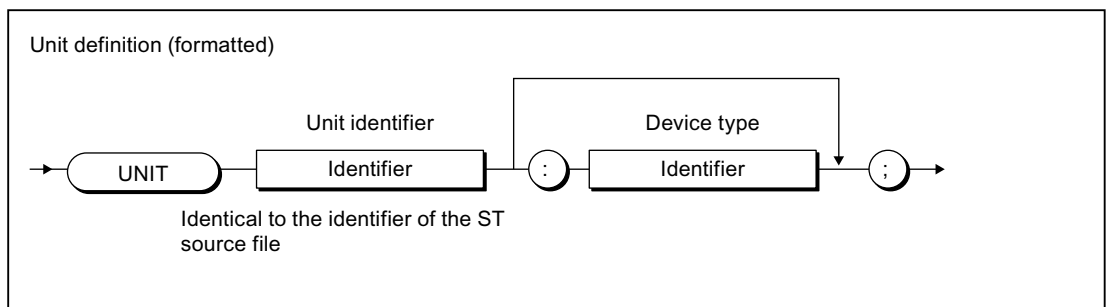 Unit definition (formatted)
Unit identifier
Device type
UNIT
Identifier
:
Identifier
;
Identical to the identifier of the ST
source file